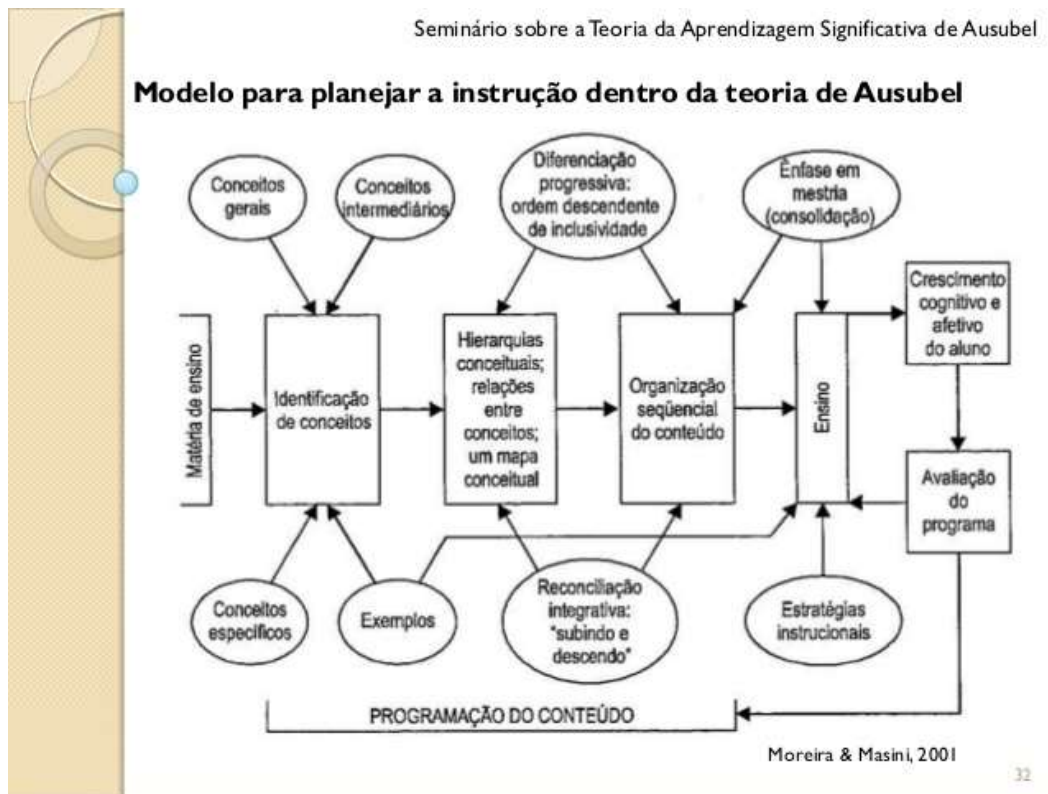 Seminário sobre a Teoria da Aprendizagem Significativa de Ausubel
Modelo para planejar a instrução dentro da teoria de Ausubel
Conceitos
gerais
Conceitos
intermediários
Diferenciação
progressiva:
ordem descendente
de inclusividade
Ênfase em
mestria
(consolidação)
Matéria de ensino
Identificação
de conceitos
Hierarquias
conceituais;
relações
entre
conceitos;
um mapa
conceitual
Organização
seqüencial
do conteúdo
Ensino
Crescimento
cognitivo e
afetivo
do aluno
Avaliação
do
programa
Conceitos
específicos
Exemplos
Reconciliação
integrativa:
"subindo e
descendo"
Estratégias
instrucionais
PROGRAMAÇÃO DO CONTEÚDO
Moreira & Masini, 2001
32